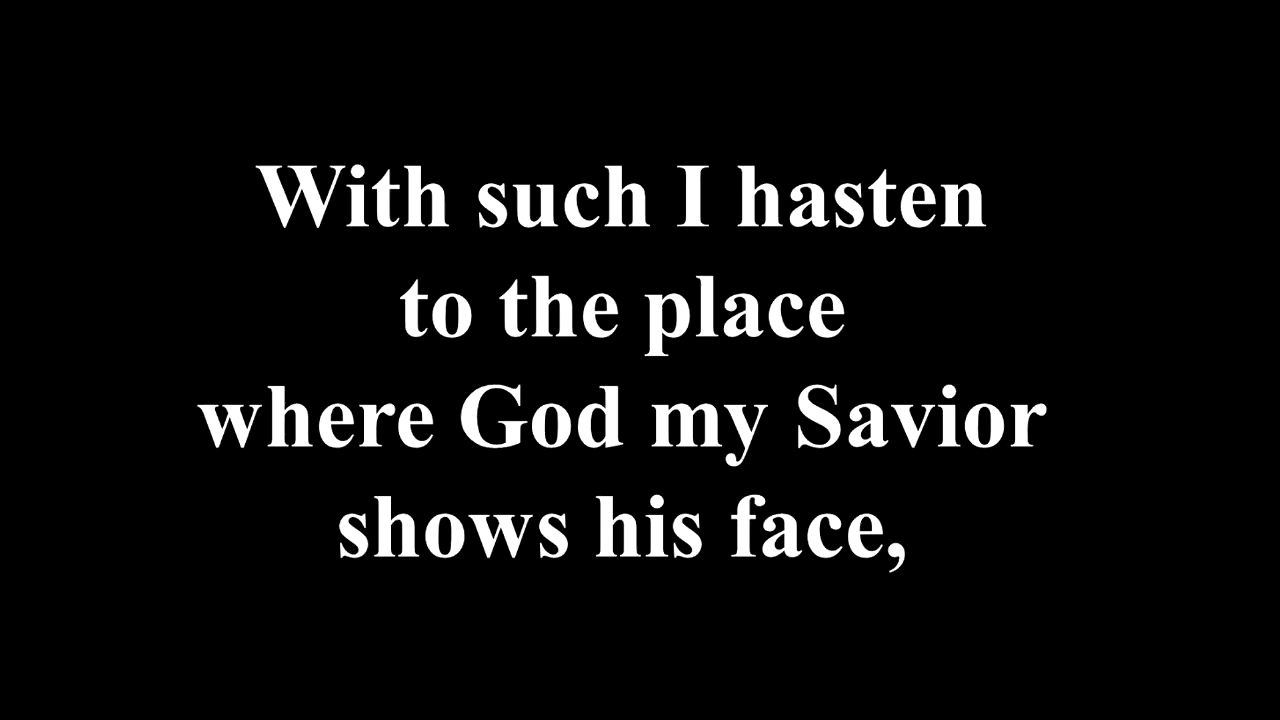 With such I hasten
to the place
where God my Savior
shows his face,